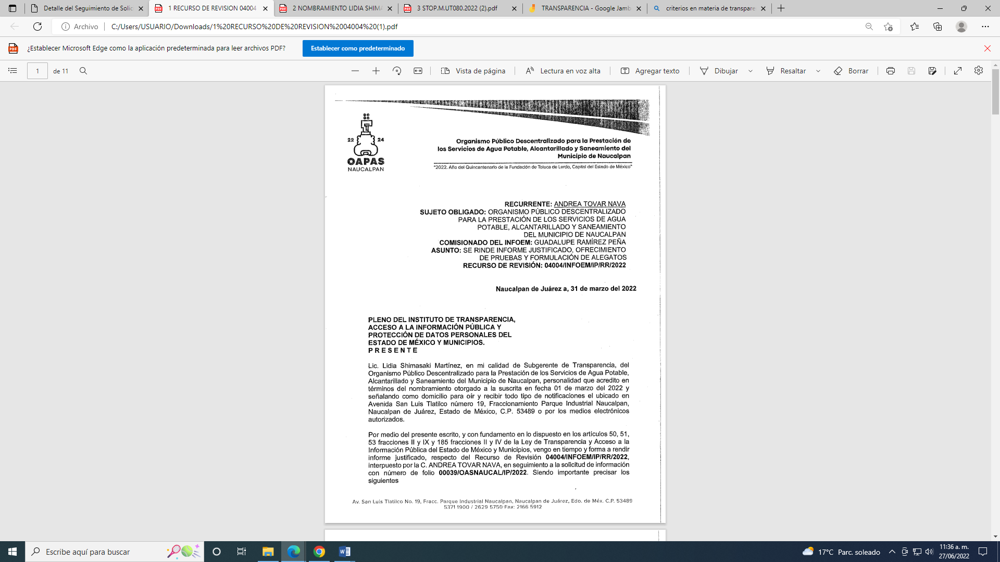 Detalle del Seguimiento de Solic
1 RECURSO DE REVISION 04004
2 NOMBRAMIENTO LIDIA SHIMA
3 STOP.M.UT080.2022 (2).pdf
TRANSPARENCIA - Google Jamb
criterios en materia de transpare
Archivo
C:/Users/USUARIO/Downloads/1%20RECURSO%20DE%20REVISION%2004004%20(1).pdf
¿Establecer Microsoft Edge como la aplicación predeterminada para leer archivos PDF?
Establecer como predeterminado
1 de 11
Vista de página
Lectura en voz alta
Agregar texto
Dibujar
Resaltar
Borrar
22 24
OAPAS
NAUCALPAN
Organismo Público Descentralizado para la Prestación de
los Servicios de Agua Potable, Alcantarillado y Saneamiento del
Municipio de Naucalpan
"2022. Año del Quincentenario de la Fundación de Toluca de Lerdo, Capital del Estado de México"
RECURRENTE: ANDREA TOVAR NAVA
SUJETO OBLIGADO: ORGANISMO PÚBLICO DESCENTRALIZADO
PARA LA PRESTACIÓN DE LOS SERVICIOS DE AGUA
POTABLE, ALCANTARILLADO Y SANEAMIENTO
DEL MUNICIPIO DE NAUCALPAN
COMISIONADO DEL INFOEM: GUADALUPE RAMÍREZ PEÑA
ASUNTO: SE RINDE INFORME JUSTIFICADO, OFRECIMIENTO
DE PRUEBAS Y FORMULACIÓN DE ALEGATOS
RECURSO DE REVISIÓN: 04004/INFOEM/IP/RR/2022
Naucalpan de Juárez a, 31 de marzo del 2022
PLENO DEL INSTITUTO DE TRANSPARENCIA,
ACCESO A LA INFORMACIÓN PÚBLICA Y
PROTECCIÓN DE DATOS PERSONALES DEL
ESTADO DE MÉXICO Y MUNICIPIOS.
P R E S E N T E
Lic. Lidia Shimasaki Martínez, en mi calidad de Subgerente de Transparencia, del
Organismo Público Descentralizado para la Prestación de los Servicios de Agua Potable,
Alcantarillado y Saneamiento del Municipio de Naucalpan, personalidad que acredito en
términos del nombramiento otorgado a la suscrita en fecha 01 de marzo del 2022 y
señalando como domicilio para oír y recibir todo tipo de notificaciones el ubicado en
Avenida San Luis Tlatilco número 19, Fraccionamiento Parque Industrial Naucalpan,
Naucalpan de Juárez, Estado de México, C.P. 53489 o por los medios electrónicos
autorizados.
Por medio del presente escrito, y con fundamento en lo dispuesto en los artículos 50, 51,
53 fracciones II y IX y 185 fracciones II y IV de la Ley de Transparencia y Acceso a la
Información Pública del Estado de México y Municipios, vengo en tiempo y forma a rendir
informe justificado, respecto del Recurso de Revisión 04004/INFOEM/IP/RR/2022,
interpuesto por la C. ANDREA TOVAR NAVA, en seguimiento a la solicitud de información
con número de folio 00039/OASNAUCAL/IP/2022. Siendo importante precisar los
siguientes
Av. San Luis Tlatilco No. 19, Fracc. Parque Industrial Naucalpan, Naucalpan de Juárez, Edo. de Méx. C.P. 53489
5371 1900 / 2629 5750 Fax: 2166 5912
Escribe aquí para buscar
17°C Parc. soleado
11:36 a. m.
27/06/2022